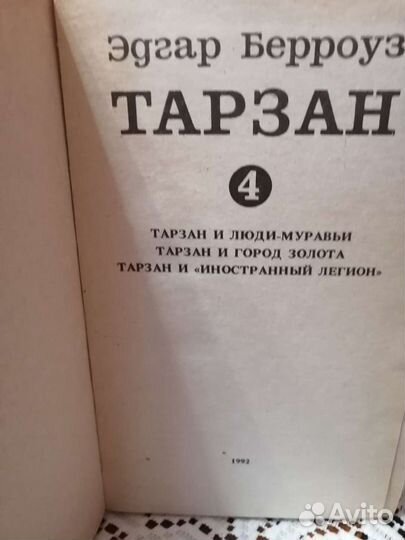 Эдгар Берроуз
ТАРЗАН
4
ТАРЗАН И ЛЮДИ-МУРАВЬИ
ТАРЗАН И ГОРОД ЗОЛОТА
ТАРЗАН И «ИНОСТРАННЫЙ ЛЕГИОН»
1992
Avito